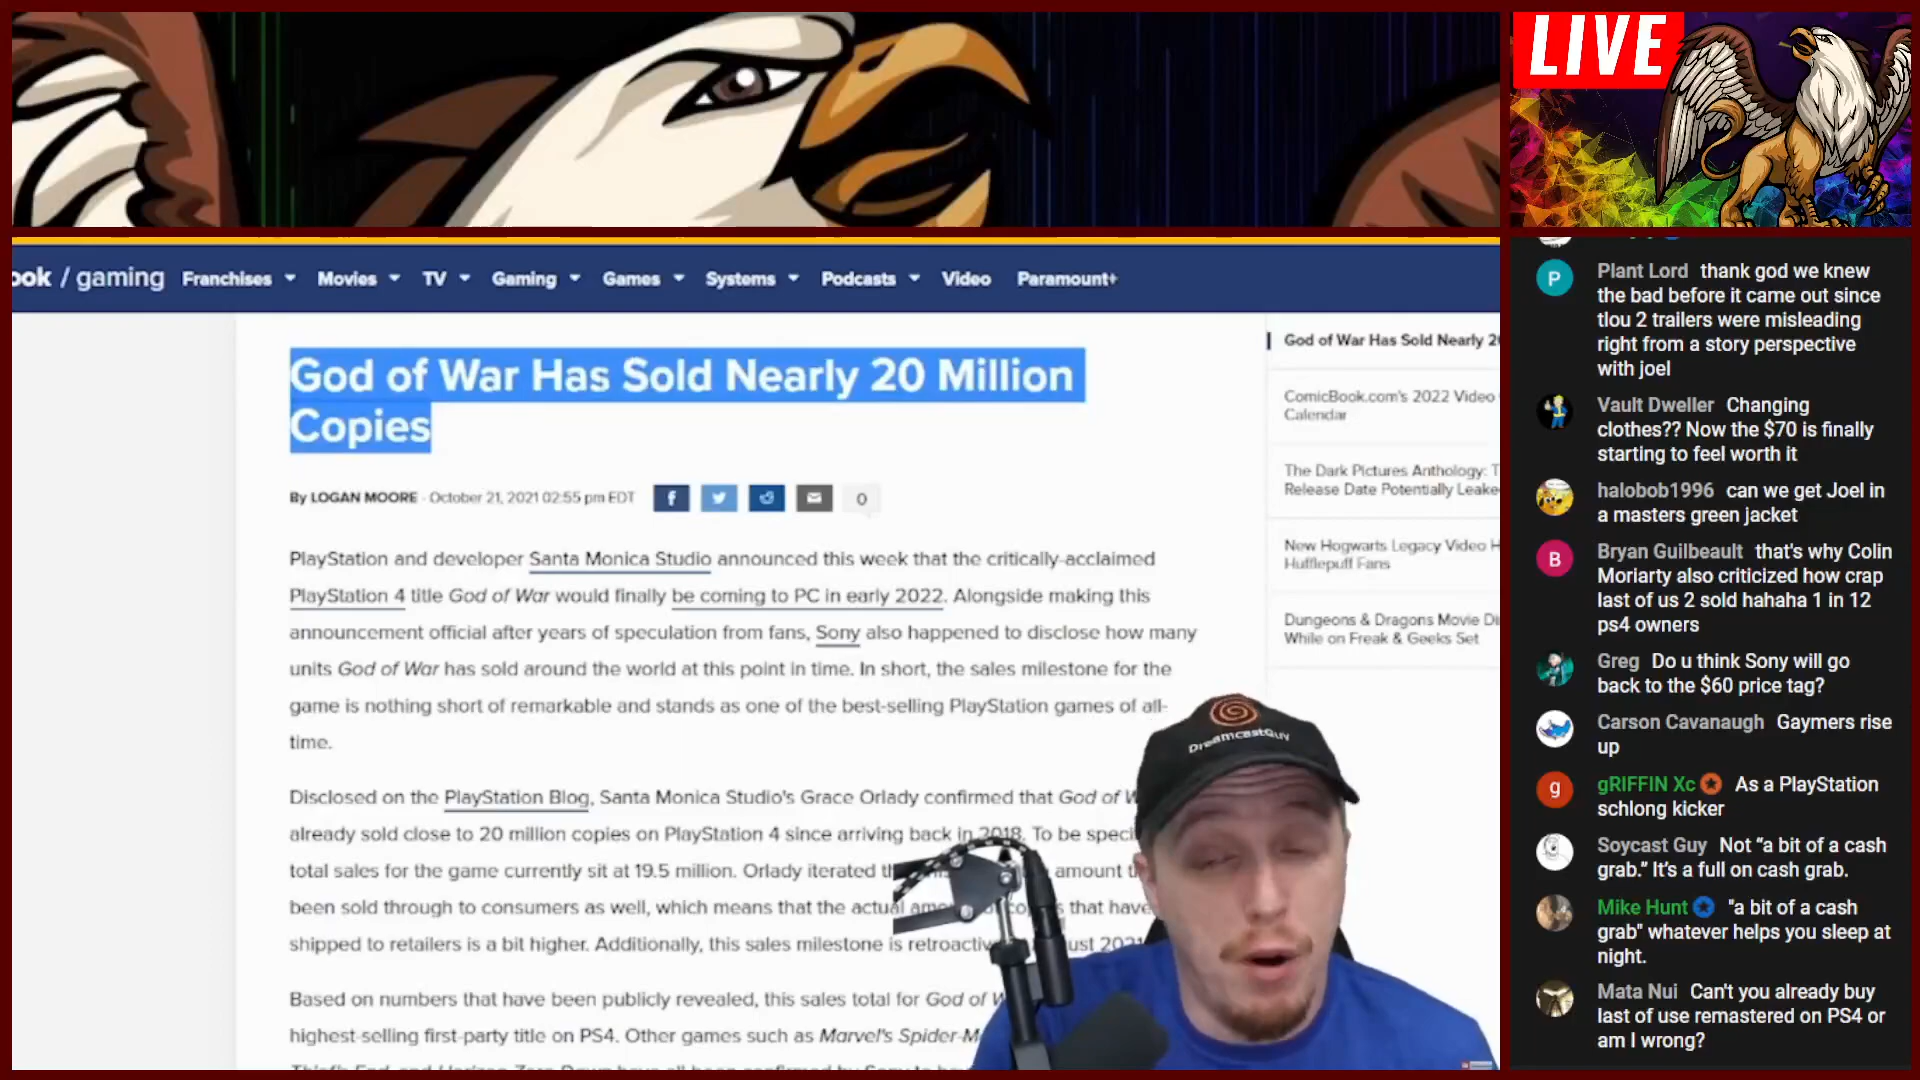 LIVE
ook / gaming Franchises Movies TV Gaming Games Systems Podcasts Video Paramount+
God of War Has Sold Nearly 20 Million
Copies
By LOGAN MOORE - October 21, 2021 02:55 pm EDT
0
PlayStation and developer Santa Monica Studio announced this week that the critically-acclaimed
PlayStation 4 title God of War would finally be coming to PC in early 2022. Alongside making this
announcement official after years of speculation from fans, Sony also happened to disclose how many
units God of War has sold around the world at this point in time. In short, the sales milestone for the
game is nothing short of remarkable and stands as one of the best-selling PlayStation games of all-
time.
Disclosed on the PlayStation Blog, Santa Monica Studio's Grace Orlady confirmed that God of W
already sold close to 20 million copies on PlayStation 4 since arriving back in 2018. To be speci
total sales for the game currently sit at 19.5 million. Orlady iterated th amount t
been sold through to consumers as well, which means that the actual that have
shipped to retailers is a bit higher. Additionally, this sales milestone is retroactiv ust 2021
Based on numbers that have been publicly revealed, this sales total for God of W
highest-selling first-party title on PS4. Other games such as Marvel's Spider-M
God of War Has Sold Nearly 20
ComicBook.com's 2022 Video
Calendar
The Dark Pictures Anthology: T
Release Date Potentially Leake
New Hogwarts Legacy Video H
Hufflepuff Fans
Dungeons & Dragons Movie Di
While on Freak & Geeks Set
DreamcastGuy
P Plant Lord thank god we knew
the bad before it came out since
tlou 2 trailers were misleading
right from a story perspective
with joel
Vault Dweller Changing
clothes?? Now the $70 is finally
starting to feel worth it
halobob1996 can we get Joel in
a masters green jacket
B Bryan Guilbeault that's why Colin
Moriarty also criticized how crap
last of us 2 sold hahaha 1 in 12
ps4 owners
Greg Do u think Sony will go
back to the $60 price tag?
Carson Cavanaugh Gaymers rise
up
g gRIFFIN Xc As a PlayStation
schlong kicker
Soycast Guy Not “a bit of a cash
grab.” It’s a full on cash grab.
Mike Hunt "a bit of a cash
grab" whatever helps you sleep at
night.
Mata Nui Can't you already buy
last of use remastered on PS4 or
am I wrong?